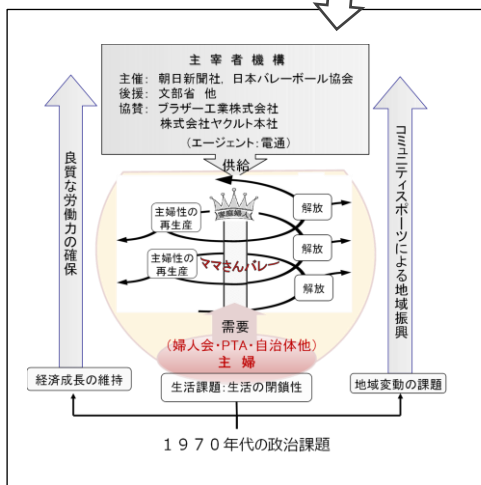 主 宰 者 機 構
主催: 朝日新聞社, 日本バレーボール協会
後援: 文部省 他
協賛: ブラザー工業株式会社
株式会社ヤクルト本社
(エージェント:電通)
供給
良質な労働力の確保
コミュニティスポーツによる地域振興
家庭婦人
解放
主婦性の
再生産
解放
主婦性の
再生産
ママさんバレー
解放
需要
(婦人会・PTA・自治体他)
主 婦
経済成長の維持
生活課題:生活の閉鎖性
地域変動の課題
1970年代の政治課題